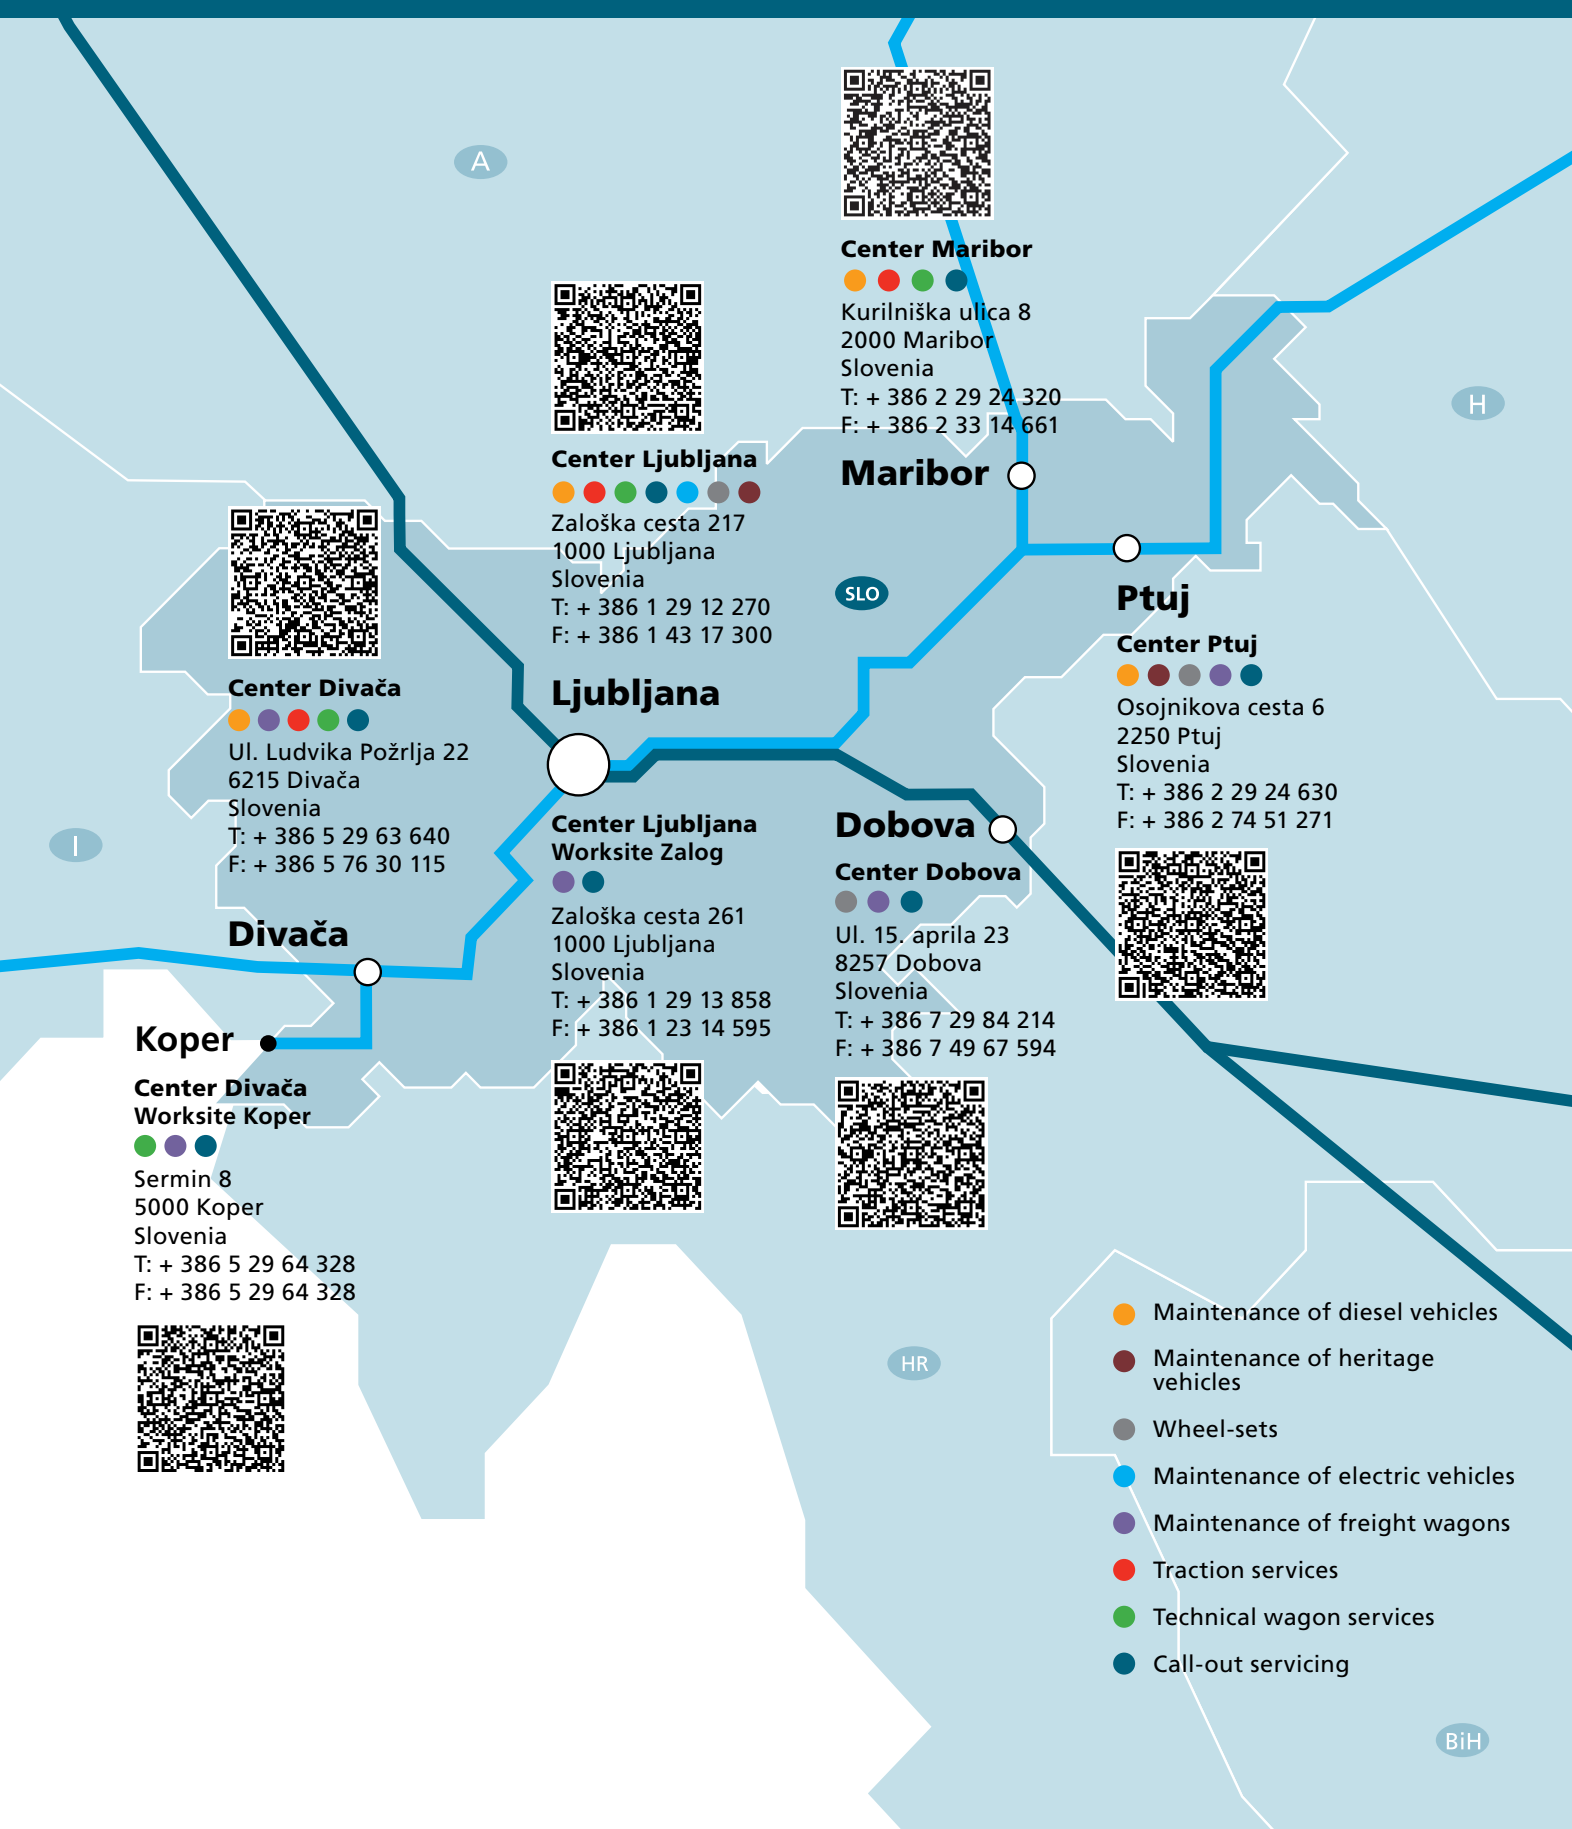 A
Center Maribor
Kurilniška ulica 8
2000 Maribor
Slovenia
T: + 386 2 29 24 320
F: + 386 2 33 14 661
Maribor
H
Center Ljubljana
Zaloška cesta 217
1000 Ljubljana
Slovenia
T: + 386 1 29 12 270
F: + 386 1 43 17 300
Ljubljana
SLO
Ptuj
Center Ptuj
Osojnikova cesta 6
2250 Ptuj
Slovenia
T: + 386 2 29 24 630
F: + 386 2 74 51 271
Center Divača
Ul. Ludvika Požrlja 22
6215 Divača
Slovenia
T: + 386 5 29 63 640
F: + 386 5 76 30 115
Divača
I
Center Ljubljana
Worksite Zalog
Zaloška cesta 261
1000 Ljubljana
Slovenia
T: + 386 1 29 13 858
F: + 386 1 23 14 595
Dobova
Center Dobova
Ul. 15. aprila 23
8257 Dobova
Slovenia
T: + 386 7 29 84 214
F: + 386 7 49 67 594
Koper
Center Divača
Worksite Koper
Sermin 8
5000 Koper
Slovenia
T: + 386 5 29 64 328
F: + 386 5 29 64 328
HR
Maintenance of diesel vehicles
Maintenance of heritage
vehicles
Wheel-sets
Maintenance of electric vehicles
Maintenance of freight wagons
Traction services
Technical wagon services
Call-out servicing
BiH